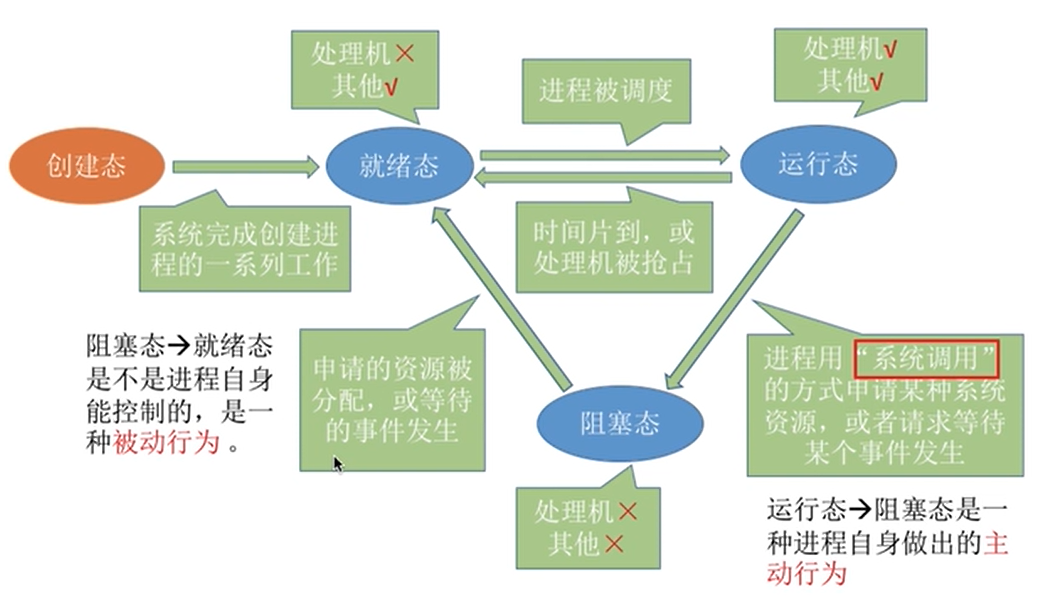 处理机×
其他√
进程被调度
处理机√
其他√
创建态
就绪态
运行态
系统完成创建进
程的一系列工作
时间片到，或
处理机被抢占
阻塞态→就绪态
是不是进程自身
能控制的，是一
种被动行为。
申请的资源被
分配，或等待
的事件发生
进程用“系统调用”
的方式申请某种系统
资源，或者请求等待
某个事件发生
阻塞态
处理机×
其他×
运行态→阻塞态是一
种进程自身做出的主
动行为